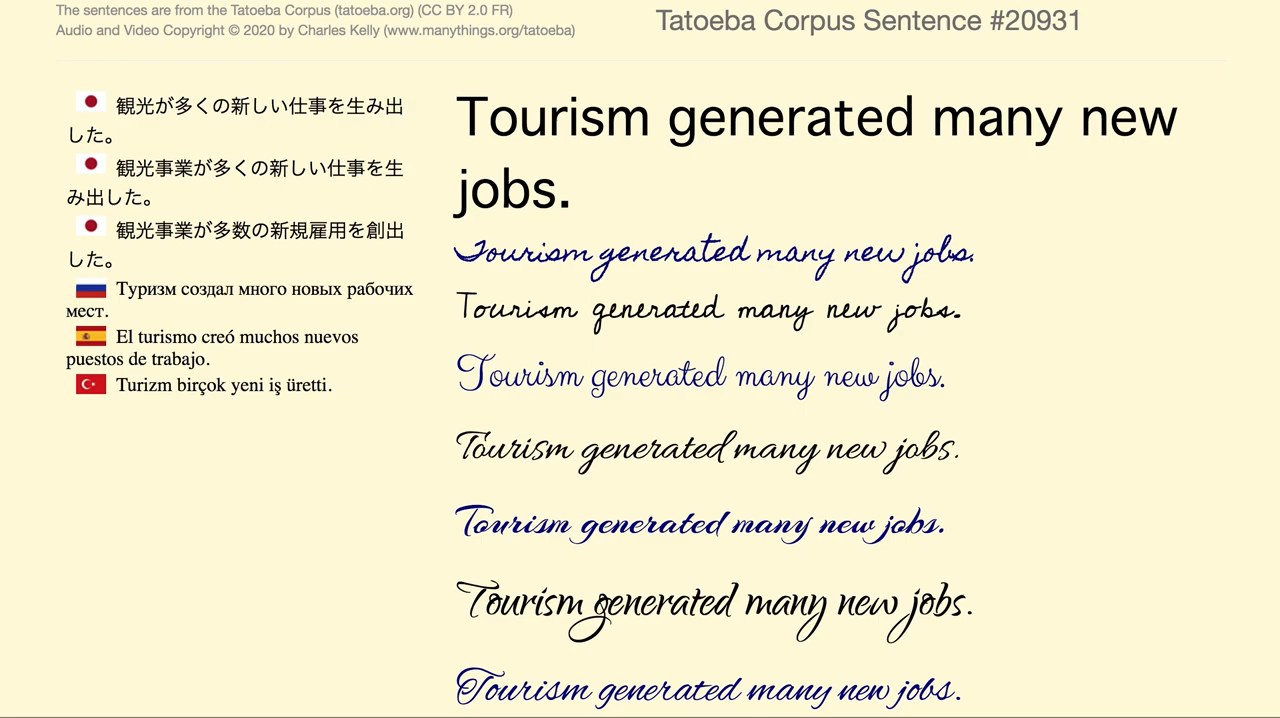 The sentences are from the Tatoeba Corpus (tatoeba.org) (CC BY 2.0 FR)
Audio and Video Copyright © 2020 by Charles Kelly (www.manythings.org/tatoeba)
Tatoeba Corpus Sentence #20931
観光が多くの新しい仕事を生み出
した。
観光事業が多くの新しい仕事を生
み出した。
観光事業が多数の新規雇用を創出
した。
Туризм создал много новых рабочих
мест.
El turismo creó muchos nuevos
puestos de trabajo.
Turizm birçok yeni iş üretti.
Tourism generated many new
jobs.
Tourism generated many new jobs.
Tourism generated many new jobs.
Tourism generated many new jobs.
Tourism generated many new jobs.
Tourism generated many new jobs.
Tourism generated many new jobs.
Tourism generated many new jobs.